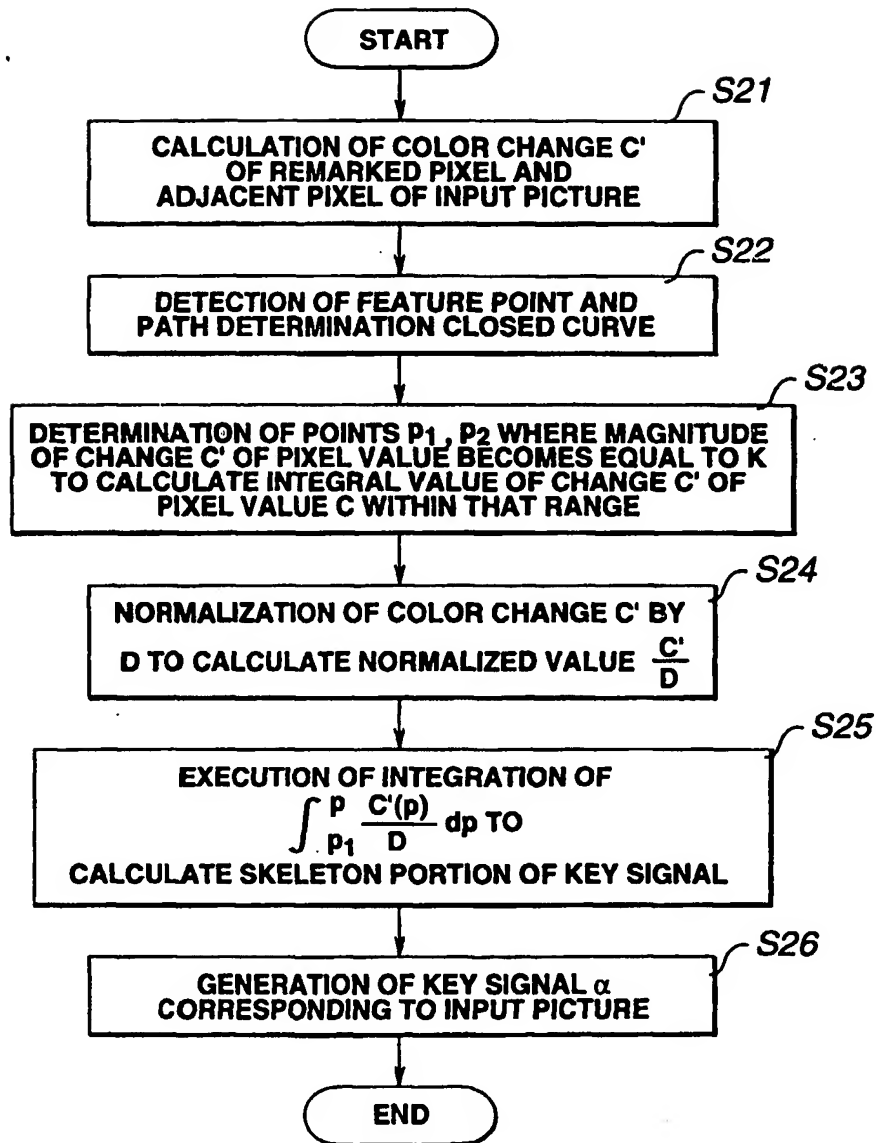 START
S21
CALCULATION OF COLOR CHANGE C'
OF REMARKED PIXEL AND
ADJACENT PIXEL OF INPUT PICTURE
S22
DETECTION OF FEATURE POINT AND
PATH DETERMINATION CLOSED CURVE
S23
DETERMINATION OF POINTS P₁, P₂ WHERE MAGNITUDE
OF CHANGE C' OF PIXEL VALUE BECOMES EQUAL TO K
TO CALCULATE INTEGRAL VALUE OF CHANGE C' OF
PIXEL VALUE C WITHIN THAT RANGE
S24
NORMALIZATION OF COLOR CHANGE C' BY
D TO CALCULATE NORMALIZED VALUE C'/D
S25
EXECUTION OF INTEGRATION OF
∫ p p₁ C'(p)/D dp TO
CALCULATE SKELETON PORTION OF KEY SIGNAL
S26
GENERATION OF KEY SIGNAL α
CORRESPONDING TO INPUT PICTURE
END